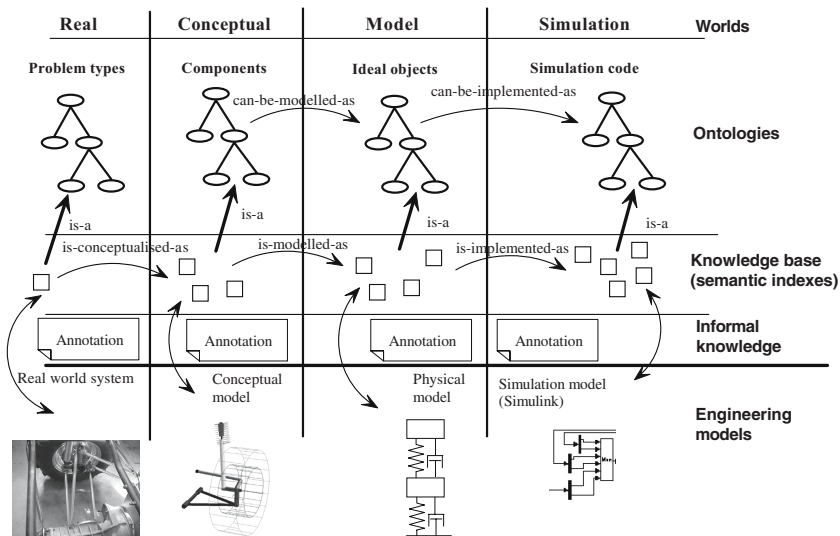 Real Conceptual Model Simulation Worlds
Problem types Components Ideal objects Simulation code
can-be-modelled-as can-be-implemented-as
Ontologies
is-a is-a is-a is-a
is-conceptualised-as is-modelled-as is-implemented-as
Knowledge base
(semantic indexes)
Annotation Annotation Annotation Annotation
Informal
knowledge
Real world system
Conceptual
model
Physical
model
Simulation model
(Simulink)
Engineering
models